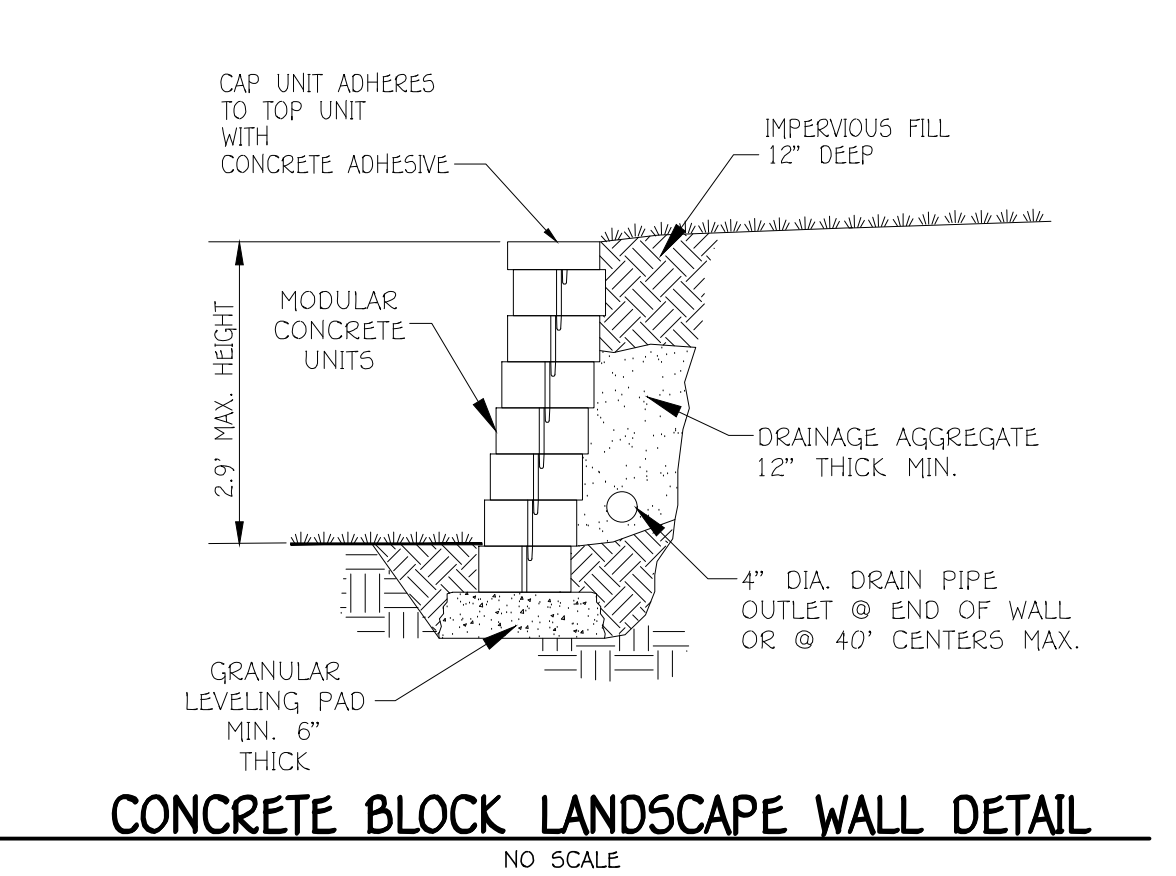 CAP UNIT ADHERES
TO TOP UNIT
WITH
CONCRETE ADHESIVE
IMPERVIOUS FILL
12" DEEP
2.9' MAX. HEIGHT
MODULAR
CONCRETE
UNITS
DRAINAGE AGGREGATE
12" THICK MIN.
4" DIA. DRAIN PIPE
OUTLET @ END OF WALL
OR @ 40' CENTERS MAX.
GRANULAR
LEVELING PAD
MIN. 6"
THICK
CONCRETE BLOCK LANDSCAPE WALL DETAIL
NO SCALE